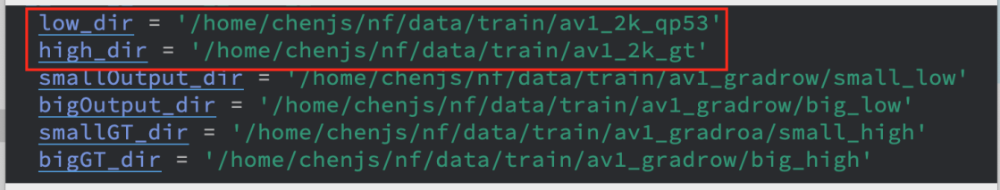 low_dir = '/home/chenjs/nf/data/train/av1_2k_qp53'
high_dir = '/home/chenjs/nf/data/train/av1_2k_gt'
smallOutput_dir = '/home/chenjs/nf/data/train/av1_gradrow/small_low'
bigOutput_dir = '/home/chenjs/nf/data/train/av1_gradrow/big_low'
smallGT_dir = '/home/chenjs/nf/data/train/av1_gradroa/small_high'
bigGT_dir = '/home/chenjs/nf/data/train/av1_gradrow/big_high'